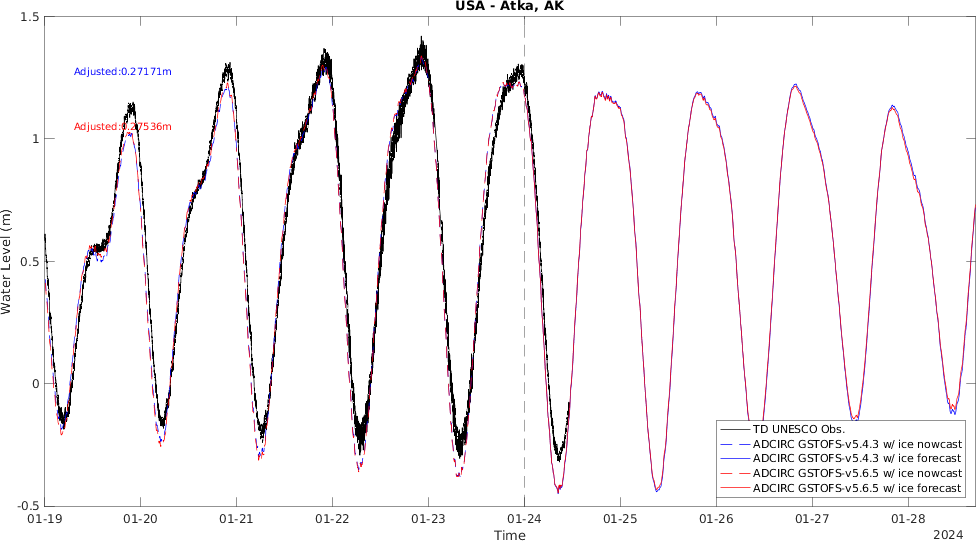 USA - Atka, AK
1.5
1
0.5
0
-0.5
Water Level (m)
Adjusted:0.27171m
Adjusted:0.27536m
TD UNESCO Obs.
ADCIRC GSTOFS-v5.4.3 w/ ice nowcast
ADCIRC GSTOFS-v5.4.3 w/ ice forecast
ADCIRC GSTOFS-v5.6.5 w/ ice nowcast
ADCIRC GSTOFS-v5.6.5 w/ ice forecast
01-19 01-20 01-21 01-22 01-23 01-24 01-25 01-26 01-27 01-28
Time
2024